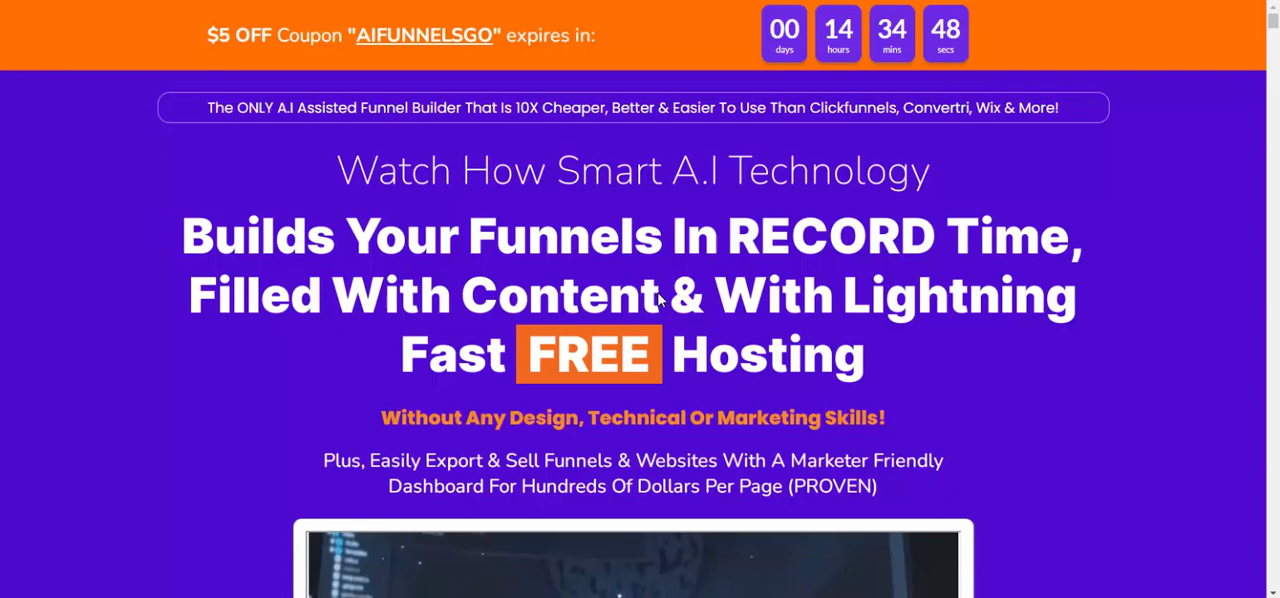 $5 OFF Coupon "AIFUNNELSGO" expires in:
00 14 34 48
days hours mins secs
The ONLY A.I Assisted Funnel Builder That Is 10X Cheaper, Better & Easier To Use Than Clickfunnels, Convertri, Wix & More!
Watch How Smart A.I Technology
Builds Your Funnels In RECORD Time,
Filled With Content & With Lightning
Fast FREE Hosting
Without Any Design, Technical Or Marketing Skills!
Plus, Easily Export & Sell Funnels & Websites With A Marketer Friendly
Dashboard For Hundreds Of Dollars Per Page (PROVEN)